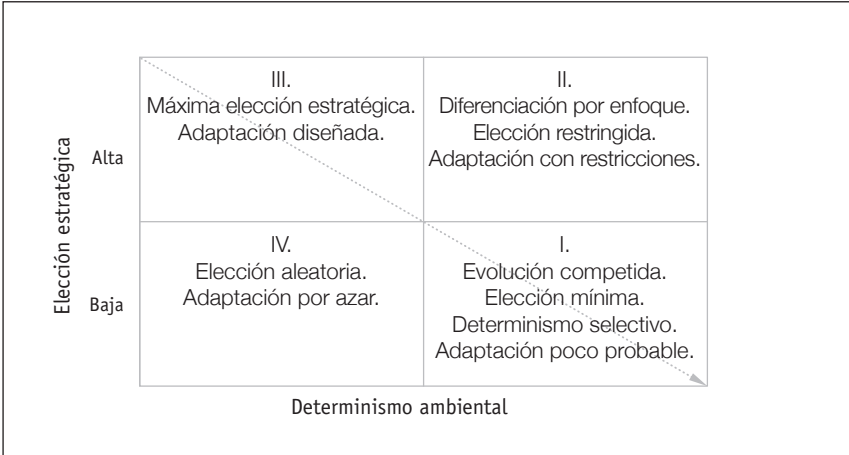 III.
Máxima elección estratégica.
Adaptación diseñada.
II.
Diferenciación por enfoque.
Elección restringida.
Adaptación con restricciones.
Elección estratégica
Alta
IV.
Elección aleatoria.
Adaptación por azar.
I.
Evolución competida.
Elección mínima.
Determinismo selectivo.
Adaptación poco probable.
Baja
Determinismo ambiental